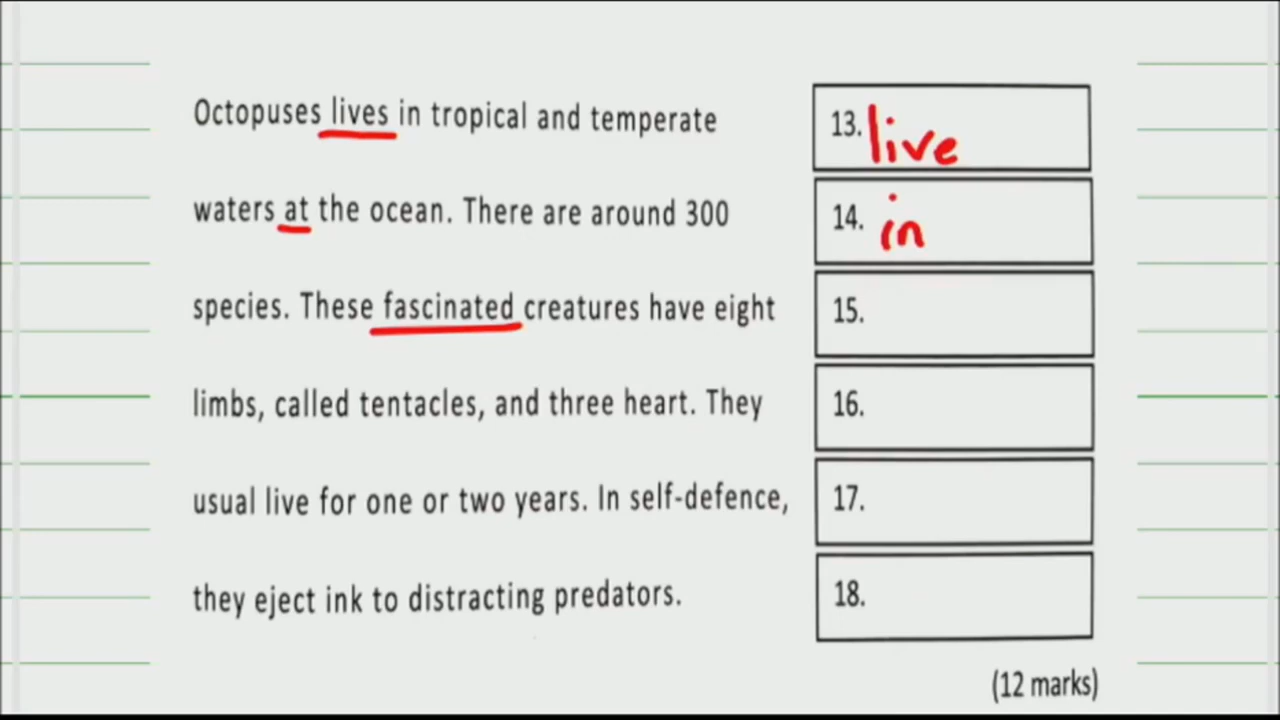 Octopuses lives in tropical and temperate
13. live
waters at the ocean. There are around 300
14. in
species. These fascinated creatures have eight
15.
limbs, called tentacles, and three heart. They
16.
usual live for one or two years. In self-defence,
17.
they eject ink to distracting predators.
18.
(12 marks)